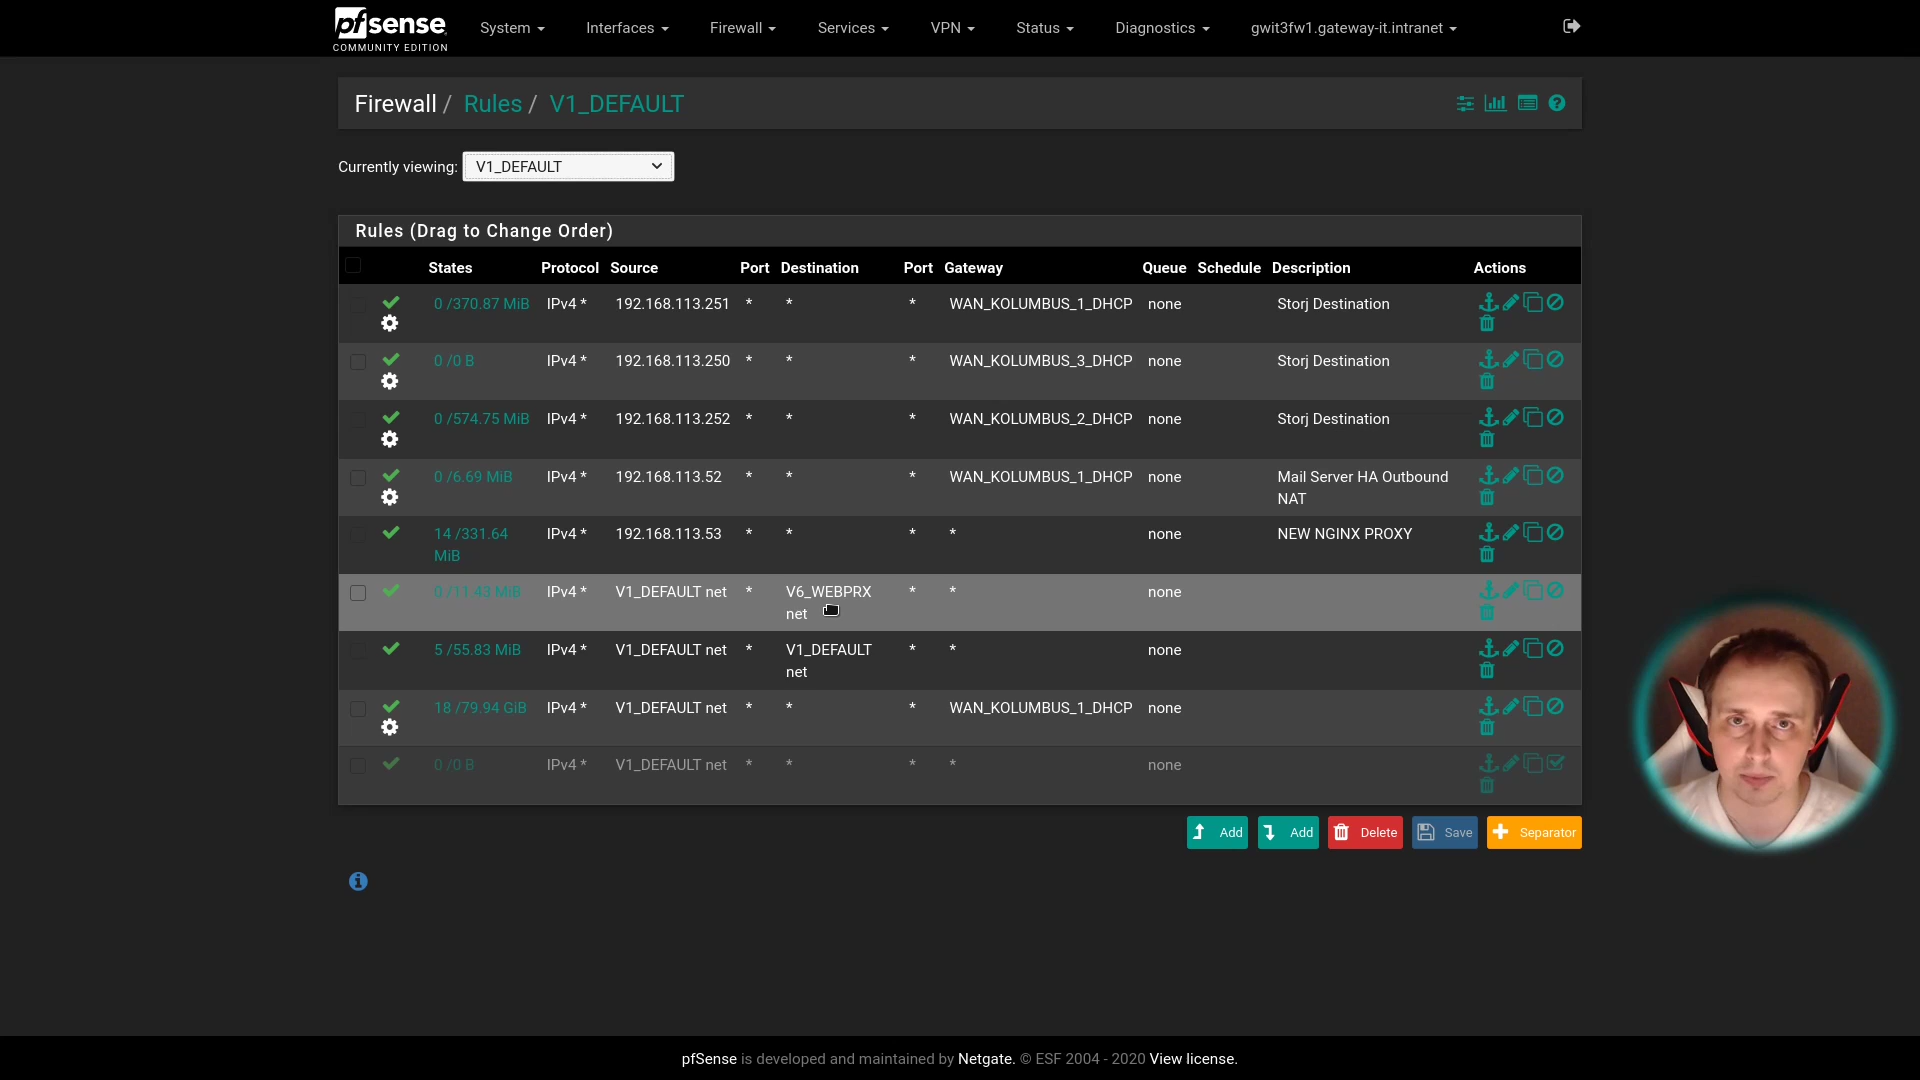 pfsense
COMMUNITY EDITION
System Interfaces Firewall Services VPN Status Diagnostics gwit3fw1.gateway-it.intranet
Firewall / Rules / V1_DEFAULT
Currently viewing: V1_DEFAULT
Rules (Drag to Change Order)
States Protocol Source Port Destination Port Gateway Queue Schedule Description Actions
0 /370.87 MiB IPv4 * 192.168.113.251 * * * WAN_KOLUMBUS_1_DHCP none Storj Destination
0 /0 B IPv4 * 192.168.113.250 * * * WAN_KOLUMBUS_3_DHCP none Storj Destination
0 /574.75 MiB IPv4 * 192.168.113.252 * * * WAN_KOLUMBUS_2_DHCP none Storj Destination
0 /6.69 MiB IPv4 * 192.168.113.52 * * * WAN_KOLUMBUS_1_DHCP none Mail Server HA Outbound
NAT
14 /331.64 IPv4 * 192.168.113.53 * * * * none NEW NGINX PROXY
MiB
0 /11.43 MiB IPv4 * V1_DEFAULT net * V6_WEBPRX * * none
net
5 /55.83 MiB IPv4 * V1_DEFAULT net * V1_DEFAULT * * none
net
18 /79.94 GiB IPv4 * V1_DEFAULT net * * * WAN_KOLUMBUS_1_DHCP none
0 /0 B IPv4 * V1_DEFAULT net * * * * none
Add Add Delete Save Separator
pfSense is developed and maintained by Netgate. © ESF 2004 - 2020 View license.